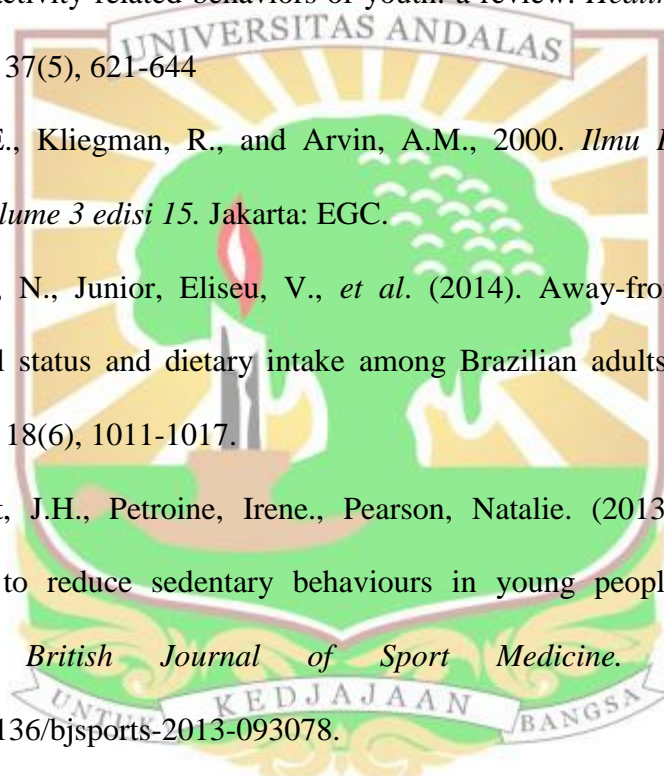 activity-related behaviors of youth: a review. Healt
UNIVERSITAS ANDALAS
37(5), 621-644
E., Kliegman, R., and Arvin, A.M., 2000. Ilmu
lume 3 edisi 15. Jakarta: EGC.
, N., Junior, Eliseu, V., et al. (2014). Away-fro
l status and dietary intake among Brazilian adults
18(6), 1011-1017.
t, J.H., Petroine, Irene., Pearson, Natalie. (2013
to reduce sedentary behaviours in young peopl
British Journal of Sport Medicine.
UNTUK KEDJAJAAN BANGSA
136/bjsports-2013-093078.